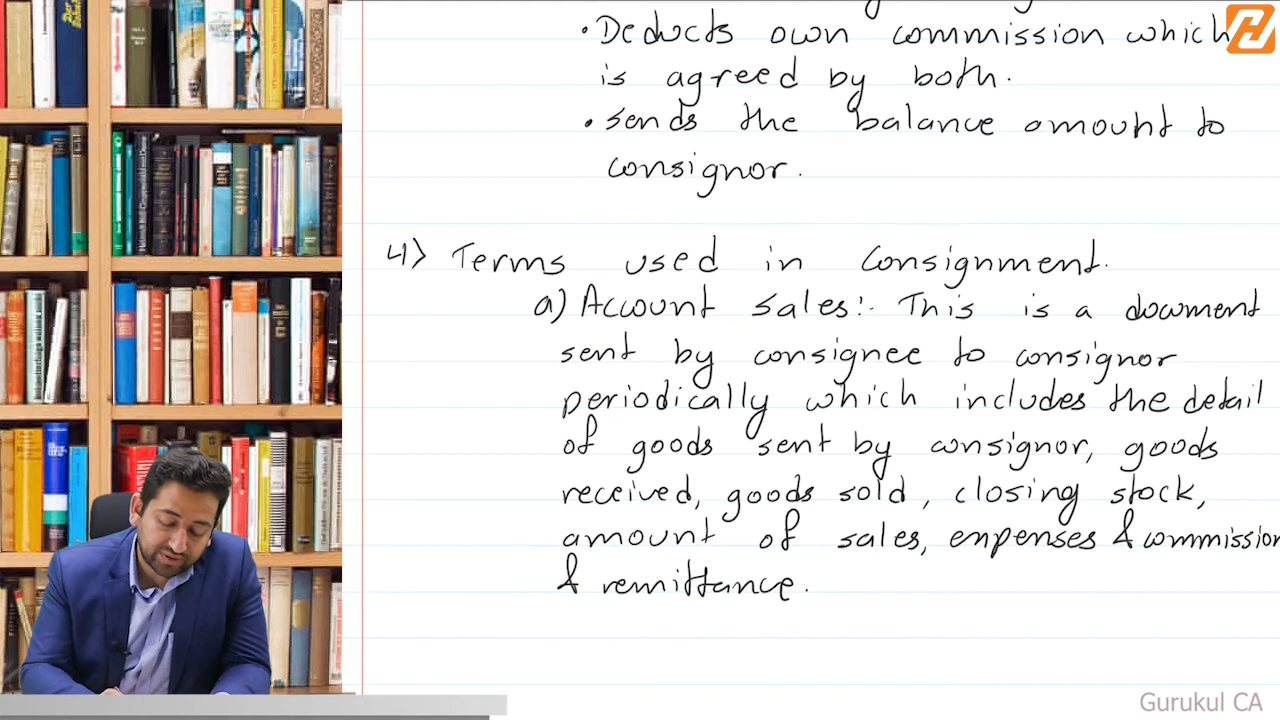 • Deducts own commission which
is agreed by both.
• Sends the balance amount to
consignor.
4) Terms used in Consignment.
a) Account Sales:- This is a document
sent by consignee to consignor
periodically which includes the detail
of goods sent by consignor, goods
received, goods sold, closing stock,
amount of sales, expenses & commission
& remittance.
Gurukul CA